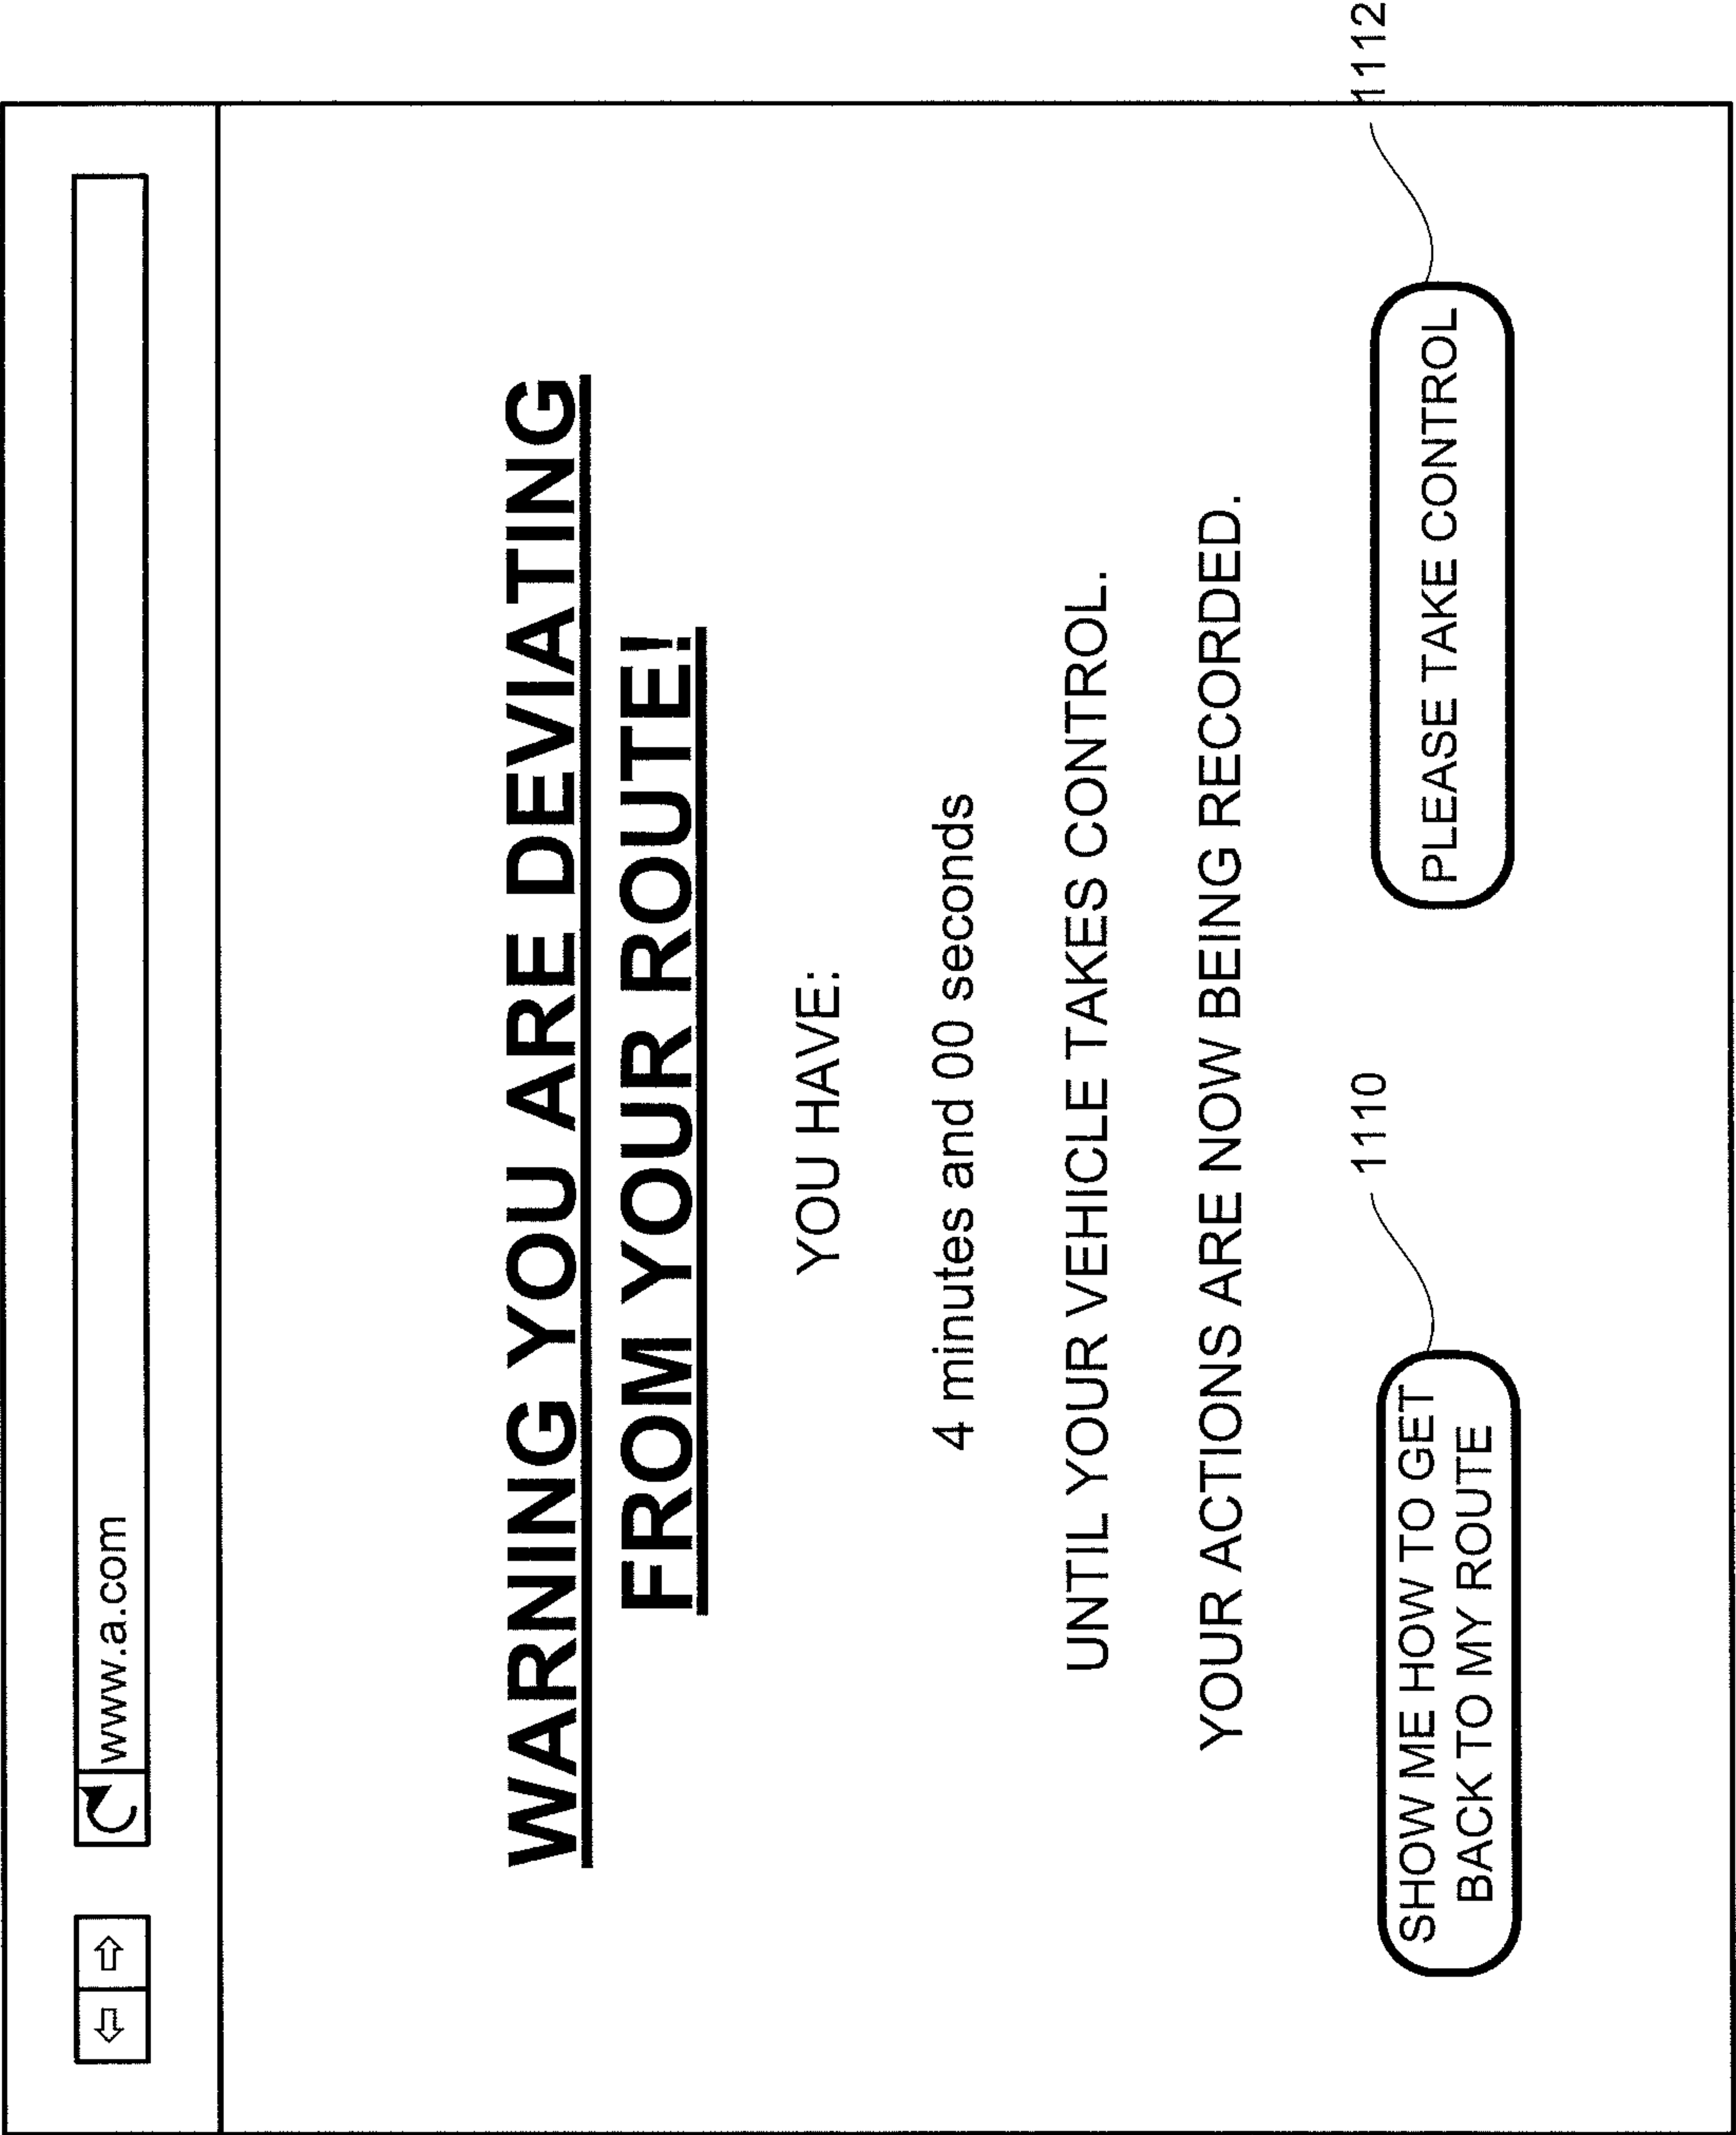 www.a.com
WARNING YOU ARE DEVIATING
FROM YOUR ROUTE!
YOU HAVE:
4 minutes and 00 seconds
UNTIL YOUR VEHICLE TAKES CONTROL.
YOUR ACTIONS ARE NOW BEING RECORDED.
1110
1112
SHOW ME HOW TO GET
BACK TO MY ROUTE
PLEASE TAKE CONTROL